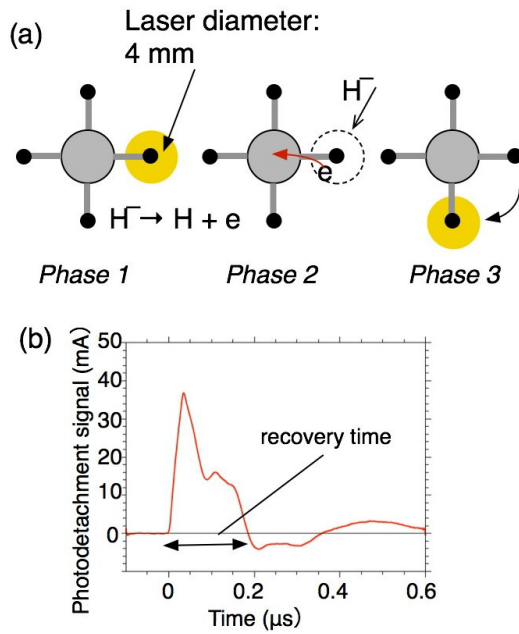 (a)
Laser diameter:
4 mm
H⁻
e
H⁻→ H + e
Phase 1
Phase 2
Phase 3
(b)
Photodetachment signal (mA)
50
40
30
20
10
0
recovery time
0
0.2
0.4
0.6
Time (μs)